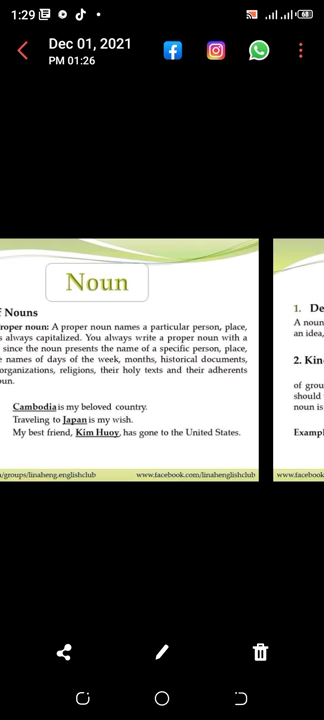 1:29
68
Dec 01, 2021
PM 01:26
Noun
f Nouns
roper noun: A proper noun names a particular person, place,
s always capitalized. You always write a proper noun with a
since the noun presents the name of a specific person, place,
e names of days of the week, months, historical documents,
organizations, religions, their holy texts and their adherents
oun.
Cambodia is my beloved country.
Traveling to Japan is my wish.
My best friend, Kim Huoy, has gone to the United States.
/groups/linaheng.englishclub
www.facebook.com/linahengenglishclub
1. De
A noun
an idea,
2. Kin
of grou
should
noun is
Exampl
www.faceboo